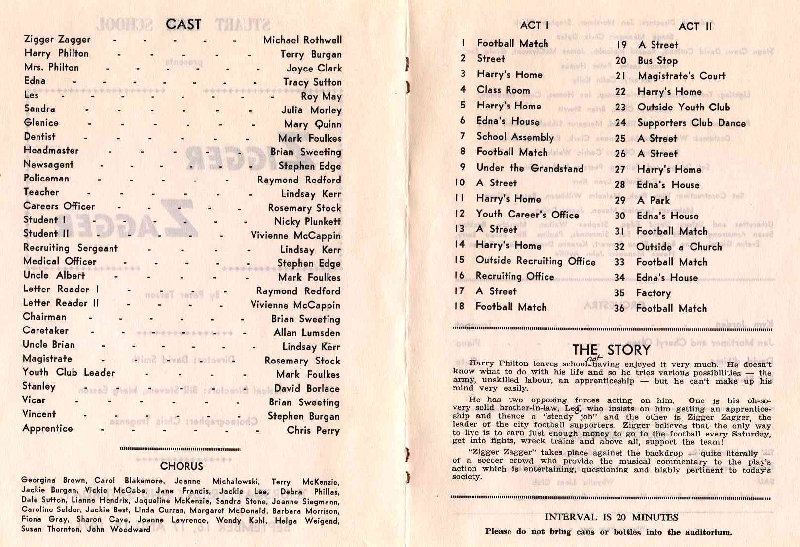 CAST
Zigger Zagger - - - - - Michael Rothwell
Harry Philton - - - - - Terry Burgan
Mrs. Philton - - - - - Joyce Clark
Edna - - - - - Tracy Sutton
Les - - - - - Roy May
Sandra - - - - - Julia Morley
Glenice - - - - - Mary Quinn
Dentist - - - - - Mark Foulkes
Headmaster - - - - - Brian Sweeting
Newsagent - - - - - Stephen Edge
Policeman - - - - - Raymond Redford
Teacher - - - - - Lindsay Kerr
Careers Officer - - - - - Rosemary Stock
Student I - - - - - Nicky Plunkett
Student II - - - - - Vivienne McCappin
Recruiting Sergeant - - - - - Lindsay Kerr
Medical Officer - - - - - Stephen Edge
Uncle Albert - - - - - Mark Foulkes
Letter Reader I - - - - - Raymond Redford
Letter Reader II - - - - - Vivienne McCappin
Chairman - - - - - Brian Sweeting
Caretaker - - - - - Allan Lumsden
Uncle Brian - - - - - Lindsay Kerr
Magistrate - - - - - Rosemary Stock
Youth Club Leader - - - - - Mark Foulkes
Stanley - - - - - David Borlace
Vicar - - - - - Brian Sweeting
Vincent - - - - - Stephen Burgan
Apprentice - - - - - Chris Perry
CHORUS
Georgina Brown, Carol Blakemore, Jeanne Michalowski, Terry McKenzie,
Jackie Burgan, Vickie McCabe, Jane Francis, Jackie Lee, Debra Phillas,
Dale Sutton, Lianne Hendrix, Jaqueline McKenzie, Sandra Stone, Joanne Siegmann,
Caroline Sulder, Jackie Best, Linda Curran, Margaret McDonald, Barbara Morrison,
Fiona Gray, Sharon Cave, Joanne Lawrence, Wendy Kohl, Helga Weigend,
Susan Thornton, John Woodward
ACT I
1 Football Match
2 Street
3 Harry's Home
4 Class Room
5 Harry's Home
6 Edna's House
7 School Assembly
8 Football Match
9 Under the Grandstand
10 A Street
11 Harry's Home
12 Youth Career's Office
13 A Street
14 Harry's Home
15 Outside Recruiting Office
16 Recruiting Office
17 A Street
18 Football Match
ACT II
19 A Street
20 Bus Stop
21 Magistrate's Court
22 Harry's Home
23 Outside Youth Club
24 Supporters Club Dance
25 A Street
26 A Street
27 Harry's Home
28 Edna's House
29 A Park
30 Edna's House
31 Football Match
32 Outside a Church
33 Football Match
34 Edna's House
35 Factory
36 Football Match
THE STORY
not
Harry Philton leaves school having enjoyed it very much. He doesn't
know what to do with his life and so he tries various possibilities — the
army, unskilled labour, an apprenticeship — but he can't make up his
mind very easily.
He has two opposing forces acting on him. One is his oh-so-
very solid brother-in-law, Les, who insists on him getting an apprentice-
ship and thence a "steady job" and the other is Zigger Zagger, the
leader of the city football supporters. Zigger believes that the only way
to live is to earn just enough money to go to the football every Saturday,
get into fights, wreck trains and above all, support the team!
"Zigger Zagger" takes place against the backdrop — quite literally —
of a soccer crowd who provide the musical commentary to the play's
action which is entertaining, questioning and blably pertinent to today's
society.
INTERVAL IS 20 MINUTES
Please do not bring cans or bottles into the auditorium.